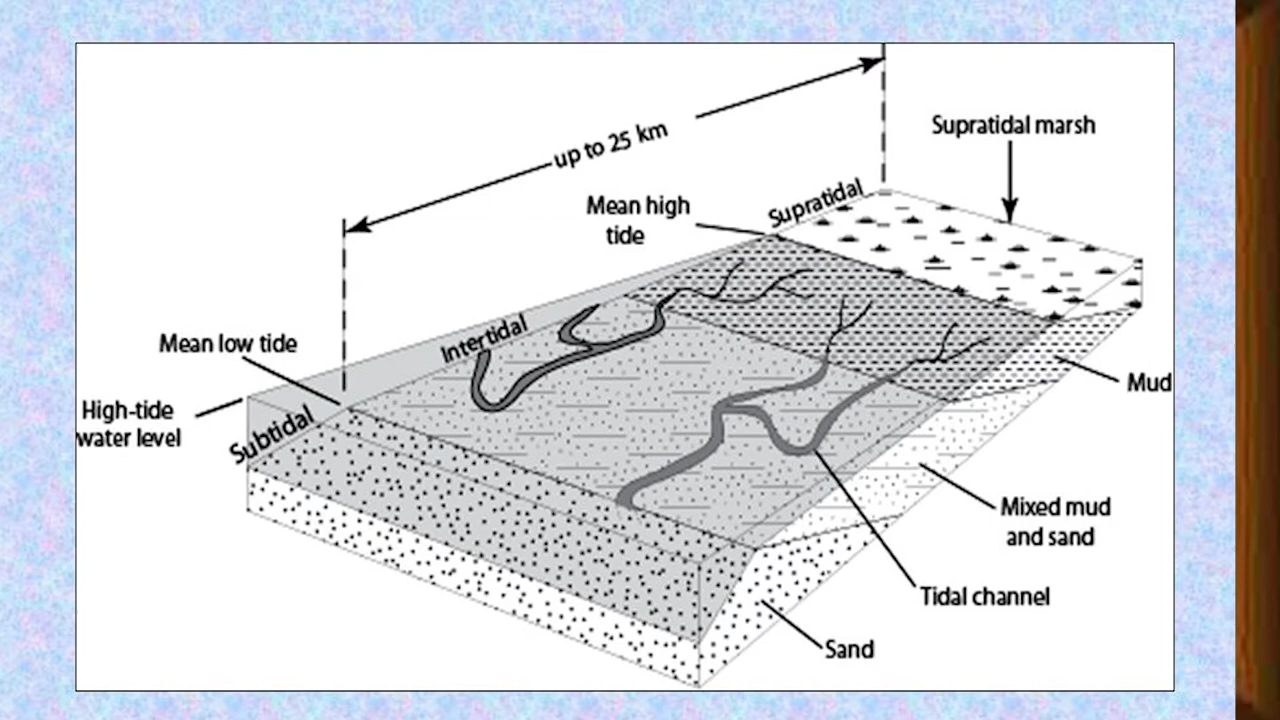 up to 25 km
Supratidal marsh
Supratidal
Mean high
tide
Intertidal
Mean low tide
High-tide
water level
Subtidal
Mud
Mixed mud
and sand
Tidal channel
Sand